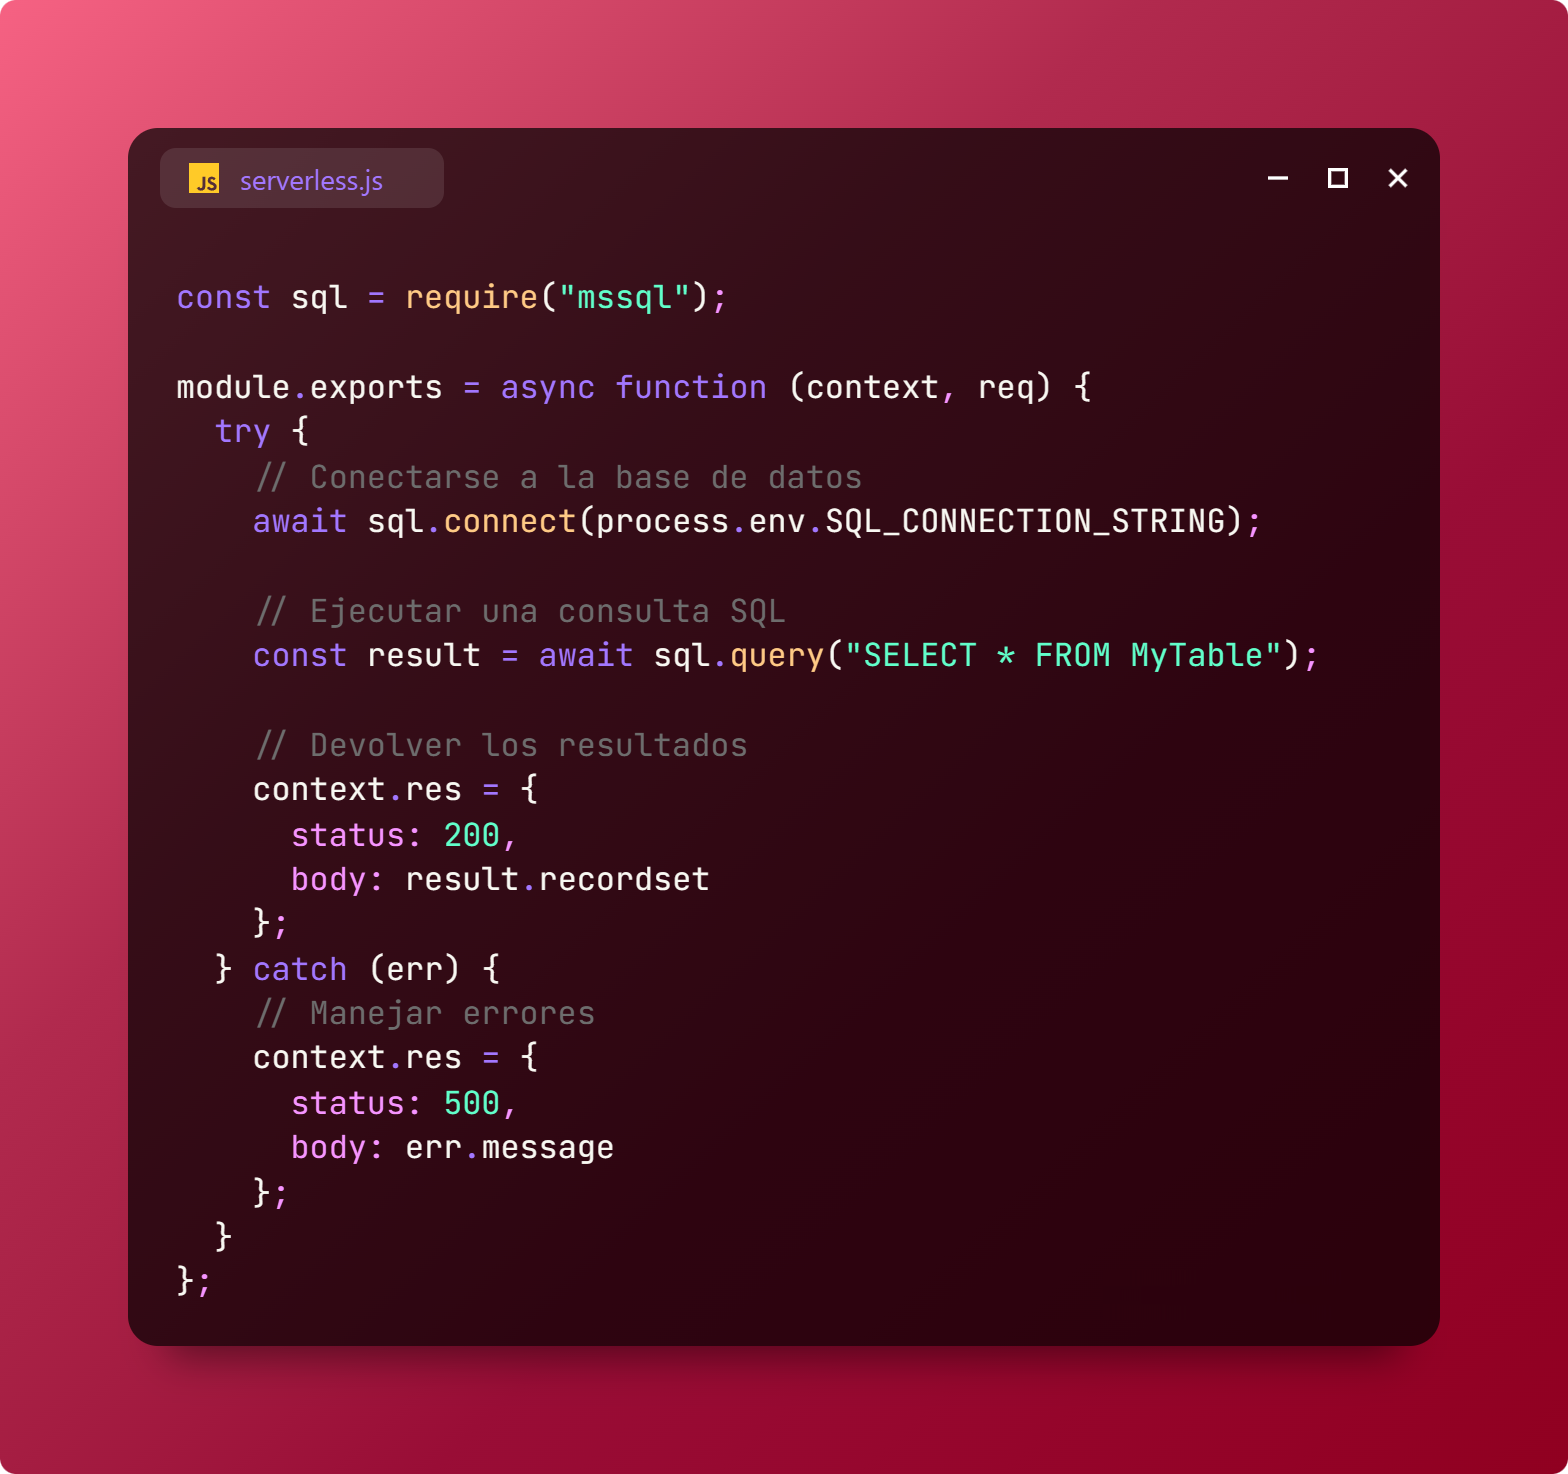 JS serverless.js
const sql = require("mssql");
module.exports = async function (context, req) {
try {
// Conectarse a la base de datos
await sql.connect(process.env.SQL_CONNECTION_STRING);
// Ejecutar una consulta SQL
const result = await sql.query("SELECT * FROM MyTable");
// Devolver los resultados
context.res = {
status: 200,
body: result.recordset
};
} catch (err) {
// Manejar errores
context.res = {
status: 500,
body: err.message
};
}
};